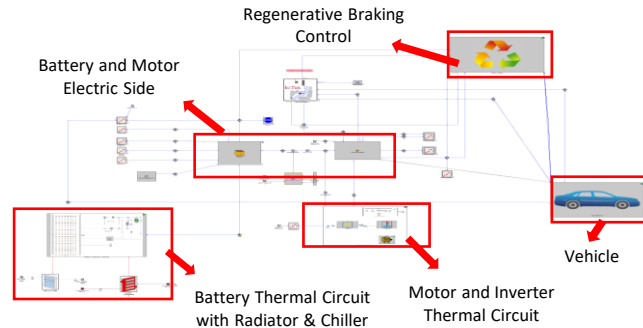 Regenerative Braking
Control
Battery and Motor
Electric Side
Vehicle
Battery Thermal Circuit
with Radiator & Chiller
Motor and Inverter
Thermal Circuit